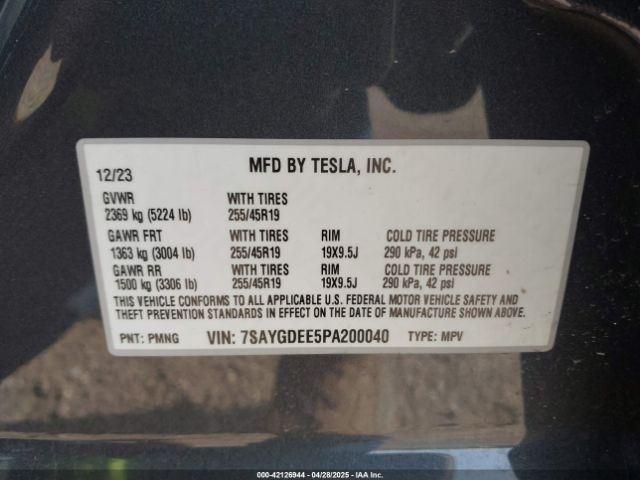 MFD BY TESLA, INC.
12/23
GVWR WITH TIRES
2369 kg (5224 lb) 255/45R19
GAWR FRT WITH TIRES RIM COLD TIRE PRESSURE
1363 kg (3004 lb) 255/45R19 19X9.5J 290 kPa, 42 psi
GAWR RR WITH TIRES RIM COLD TIRE PRESSURE
1500 kg (3306 lb) 255/45R19 19X9.5J 290 kPa, 42 psi
THIS VEHICLE CONFORMS TO ALL APPLICABLE U.S. FEDERAL MOTOR VEHICLE SAFETY AND
THEFT PREVENTION STANDARDS IN EFFECT ON THE DATE OF MANUFACTURE SHOWN ABOVE.
PNT: PMNG VIN: 7SAYGDEE5PA200040 TYPE: MPV
000-42126944 - 04/28/2025 - IAAI.COM